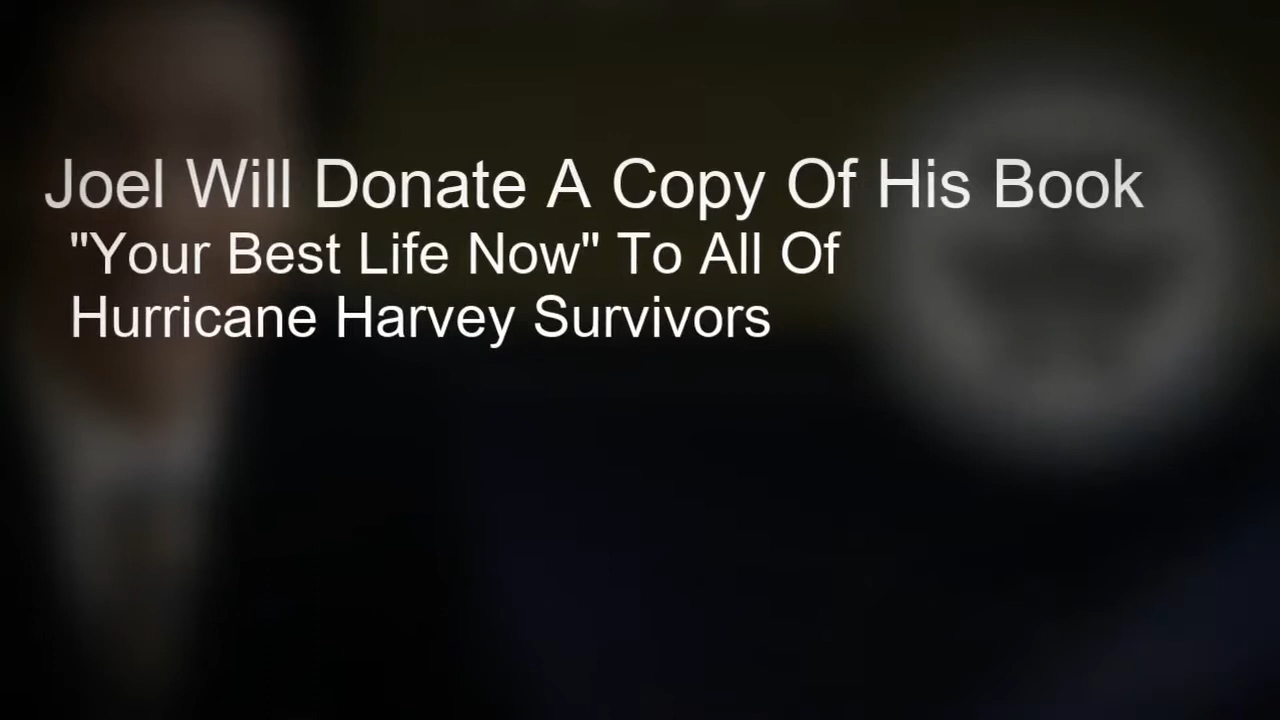 Joel Will Donate A Copy Of His Book
"Your Best Life Now" To All Of
Hurricane Harvey Survivors